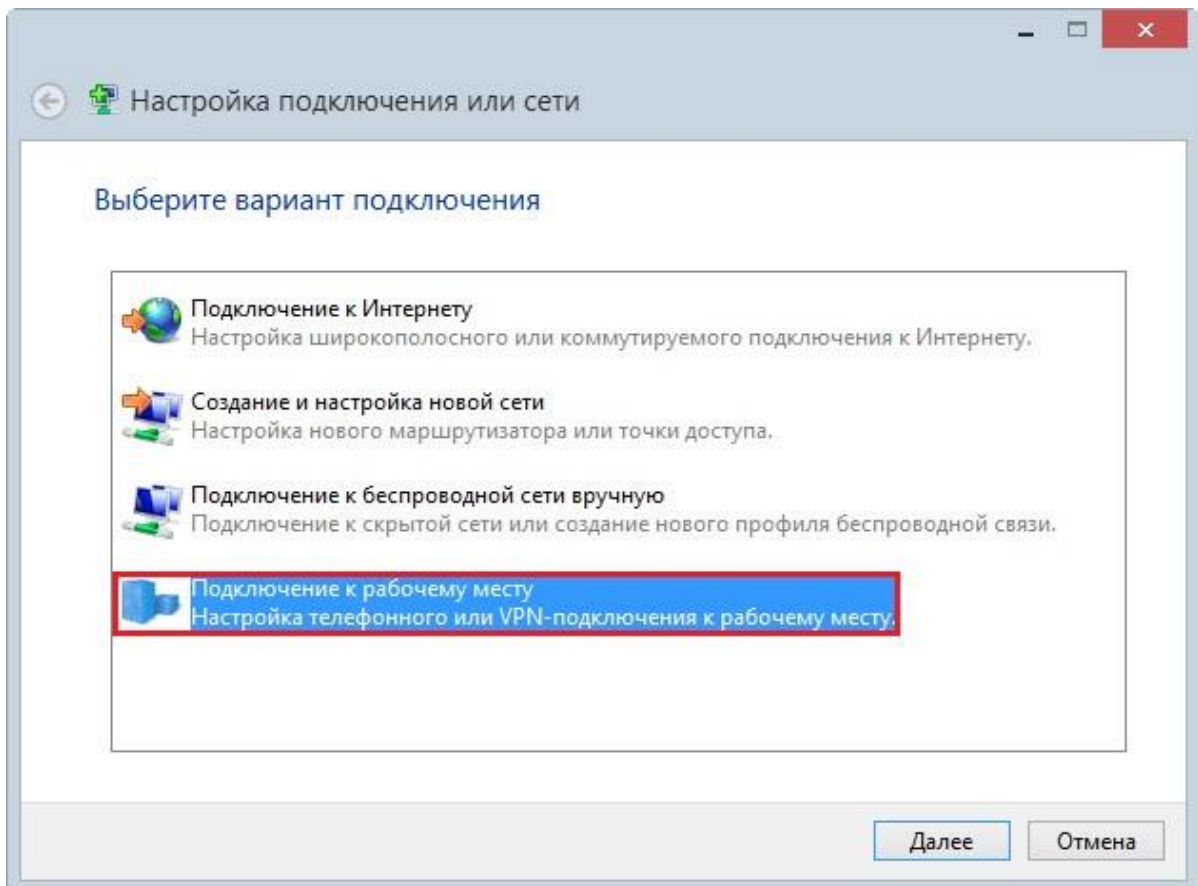 Настройка подключения или сети
Выберите вариант подключения
Подключение к Интернету
Настройка широкополосного или коммутируемого подключения к Интернету.
Создание и настройка новой сети
Настройка нового маршрутизатора или точки доступа.
Подключение к беспроводной сети вручную
Подключение к скрытой сети или создание нового профиля беспроводной связи.
Подключение к рабочему месту
Настройка телефонного или VPN-подключения к рабочему месту.
Далее
Отмена